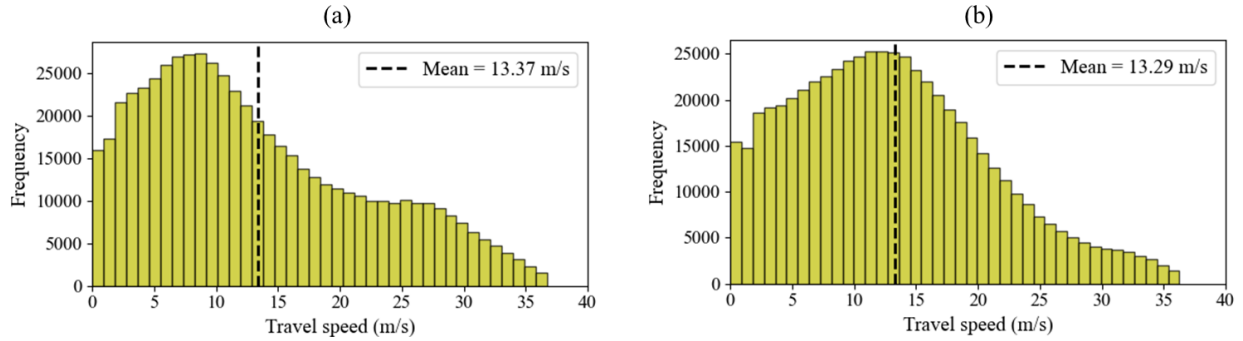 (a)
Mean = 13.37 m/s
Frequency
25000
20000
15000
10000
5000
0
0 5 10 15 20 25 30 35 40
Travel speed (m/s)
(b)
Mean = 13.29 m/s
Frequency
25000
20000
15000
10000
5000
0
0 5 10 15 20 25 30 35 40
Travel speed (m/s)